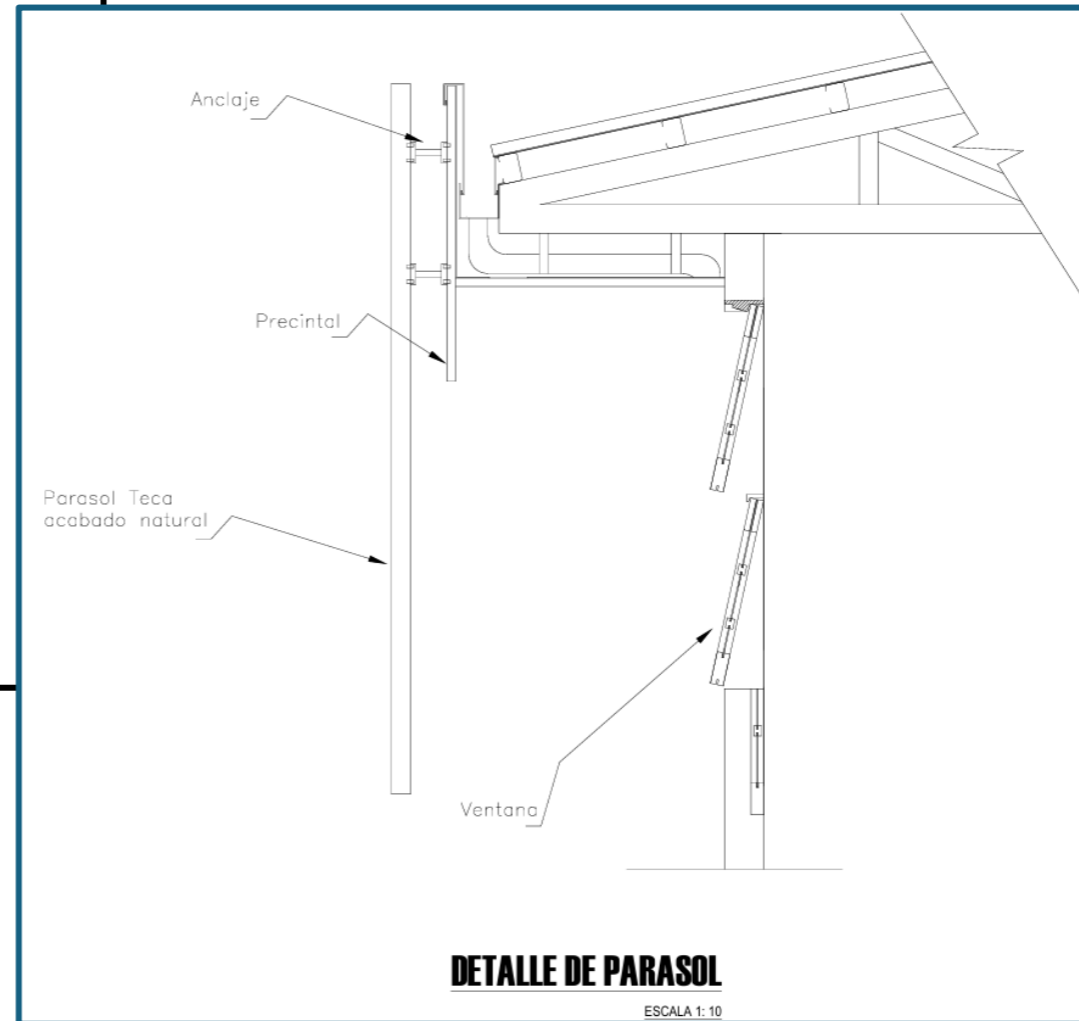 Anclaje
Precintal
Parasol Teca
acabado natural
Ventana
DETALLE DE PARASOL
ESCALA 1: 10